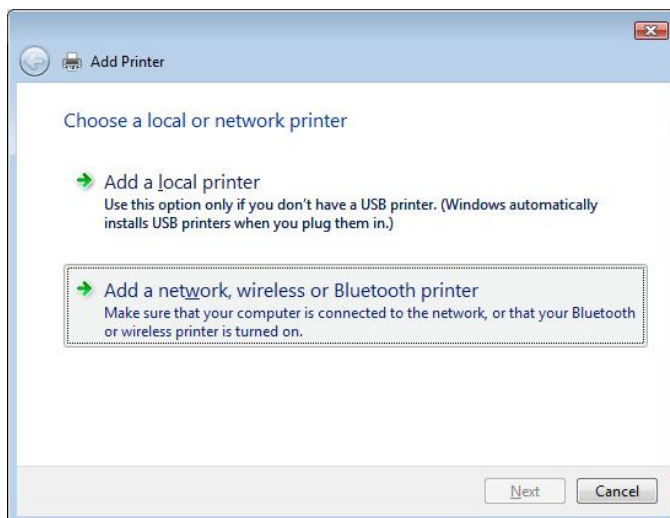 Add Printer
Choose a local or network printer
Add a local printer
Use this option only if you don't have a USB printer. (Windows automatically
installs USB printers when you plug them in.)
Add a network, wireless or Bluetooth printer
Make sure that your computer is connected to the network, or that your Bluetooth
or wireless printer is turned on.
Next Cancel